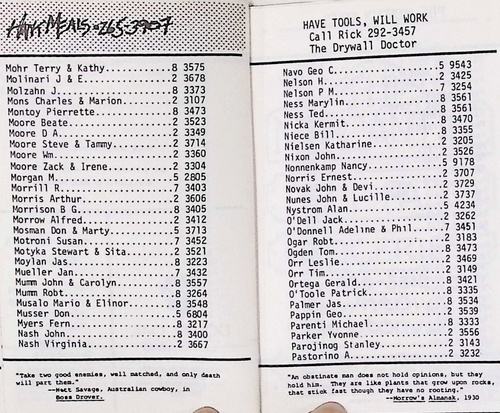 HANK MEALS - 265-3907
Mohr Terry & Kathy..........8 3575
Molinari J & E..............2 3678
Molzahn J...................8 3373
Mons Charles & Marion.......2 3107
Montoy Pierrette............8 3473
Moore Beate.................2 3523
Moore D A...................2 3349
Moore Steve & Tammy.........2 3714
Moore Wm....................2 3360
Moore Zack & Irene..........2 3304
Morgan M....................5 2805
Morrill R...................7 3403
Morris Arthur...............2 3606
Morrison B G................8 3405
Morrow Alfred...............2 3412
Mosman Don & Marty..........5 3713
Motroni Susan...............7 3452
Motyka Stewart & Sita.......2 3521
Moylan Jas..................8 3223
Mueller Jan.................7 3432
Mumm John & Carolyn.........8 3557
Mumm Robt...................8 3264
Musalo Mario & Elinor.......8 3548
Musser Don..................5 6804
Myers Fern..................8 3217
Nash John...................8 3400
Nash Virginia...............2 3667
"Take two good enemies, well matched, and only death
will part them."
--Matt Savage, Australian cowboy, in
Boss Drover.
HAVE TOOLS, WILL WORK
Call Rick 292-3457
The Drywall Doctor
Navo Geo C..................5 9543
Nelson H....................2 3425
Nelson P M..................7 3254
Ness Marylin................8 3561
Ness Ted....................8 3561
Nicka Kermit................8 3470
Niece Bill..................8 3355
Nielsen Katharine...........2 3205
Nixon John..................2 3526
Nonnenkamp Nancy............5 9178
Norris Ernest...............2 3707
Novak John & Devi...........2 3729
Nunes John & Lucille........2 3737
Nystrom Alan................5 4234
O'Dell Jack.................2 3262
O'Donnell Adeline & Phil....7 3451
Ogar Robt...................2 3183
Ogden Tom...................8 3473
Orr Leslie..................2 3469
Orr Tim.....................2 3149
Ortega Gerald...............8 3421
O'Toole Patrick.............8 3335
Palmer Jas..................8 3534
Pappin Geo..................2 3539
Parenti Michael.............8 3333
Parker Yvonne...............2 3556
Parojinog Stanley...........2 3143
Pastorino A.................2 3232
"An obstinate man does not hold opinions, but they
hold him. They are like plants that grow upon rocks,
that stick fast though they have no rooting."
--Morrow's Almanak, 1930